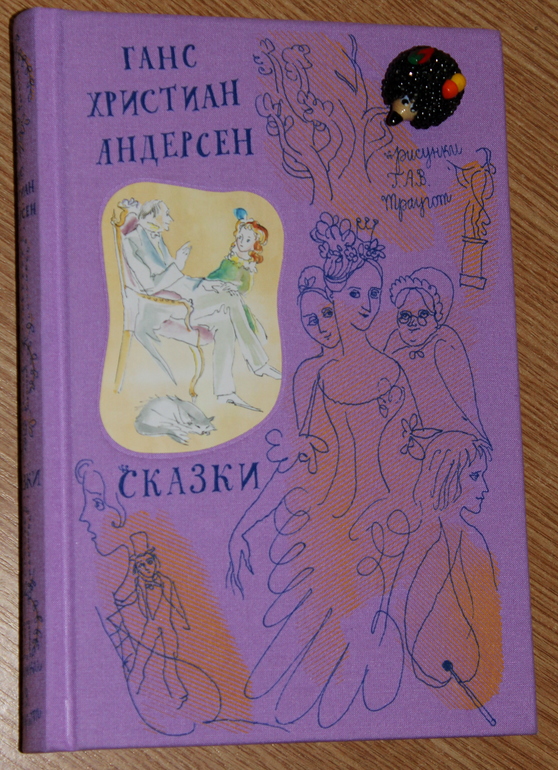 ГАНС
ХРИСТИАН
АНДЕРСЕН
рисунки
Г.А.В.
Траугот
СКАЗКИ